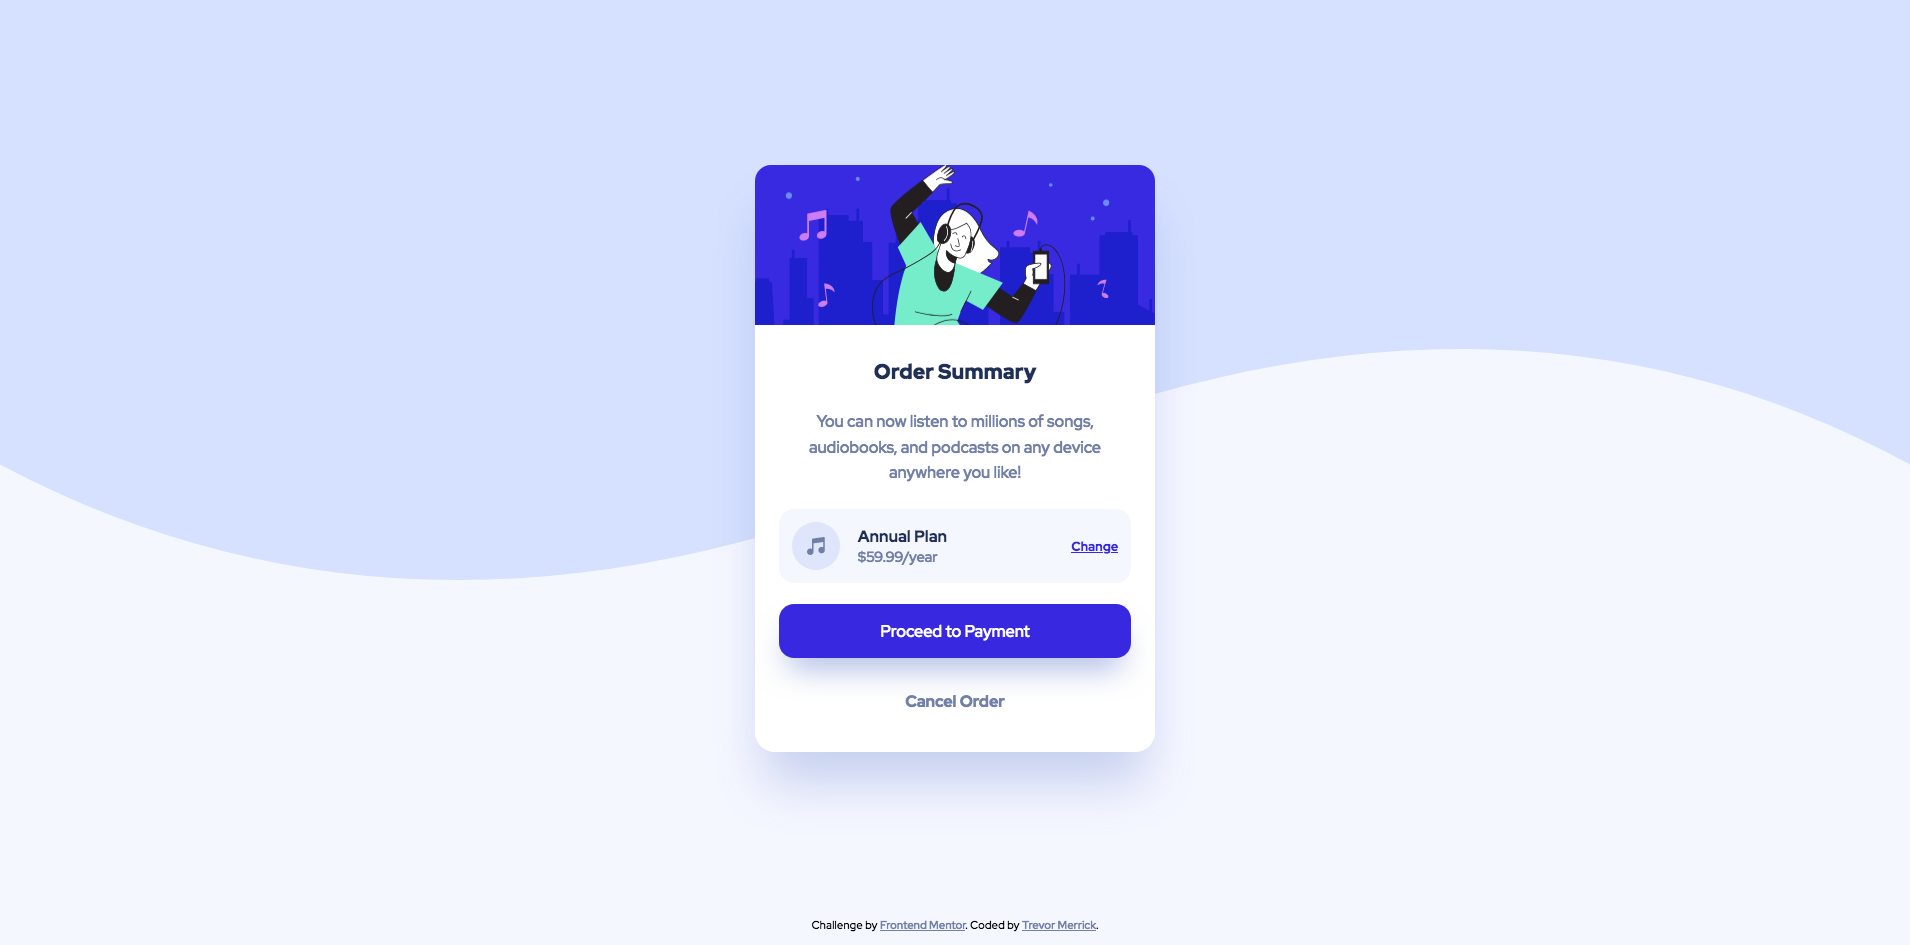 Order Summary
You can now listen to millions of songs,
audiobooks, and podcasts on any device
anywhere you like!
Annual Plan
$59.99/year
Change
Proceed to Payment
Cancel Order
Challenge by Frontend Mentor. Coded by Trevor Merrick.